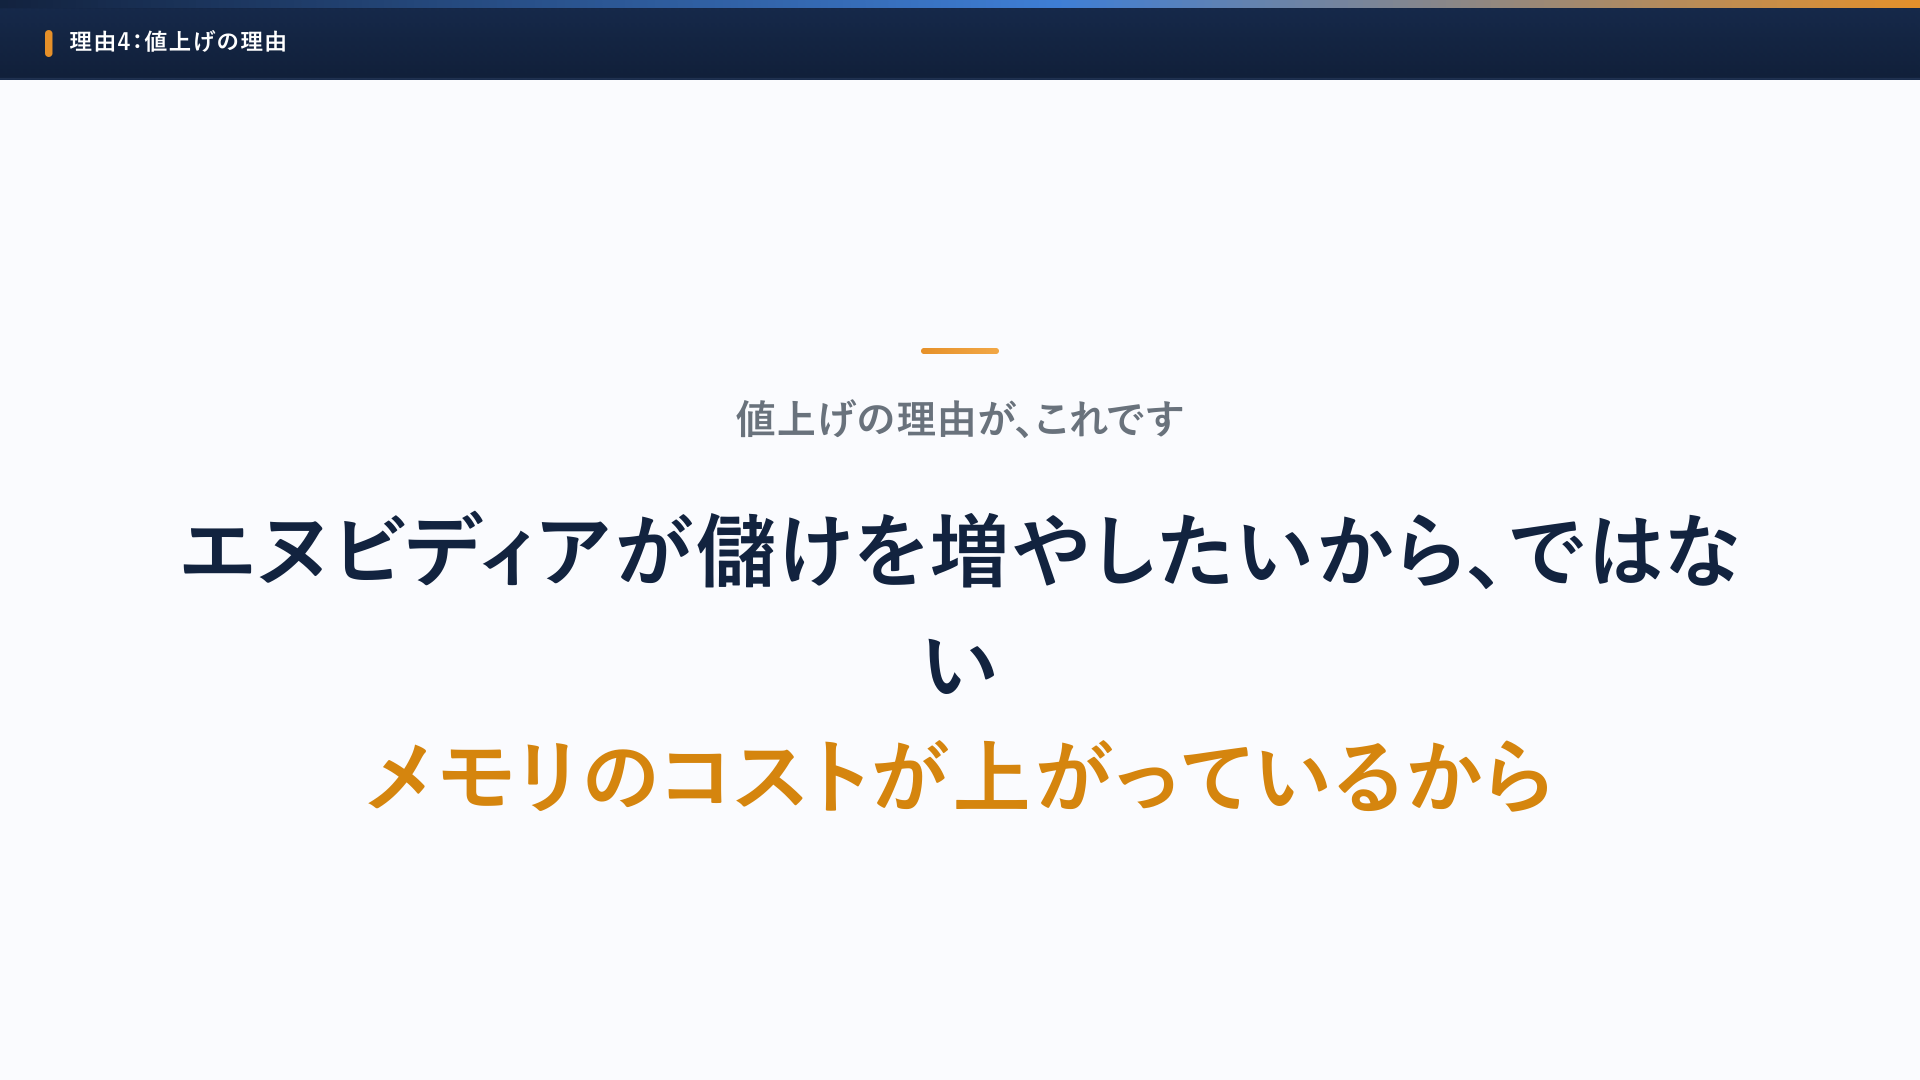 理由4：値上げの理由
値上げの理由が、これです
エヌビディアが儲けを増やしたいから、ではな
い
メモリのコストが上がっているから